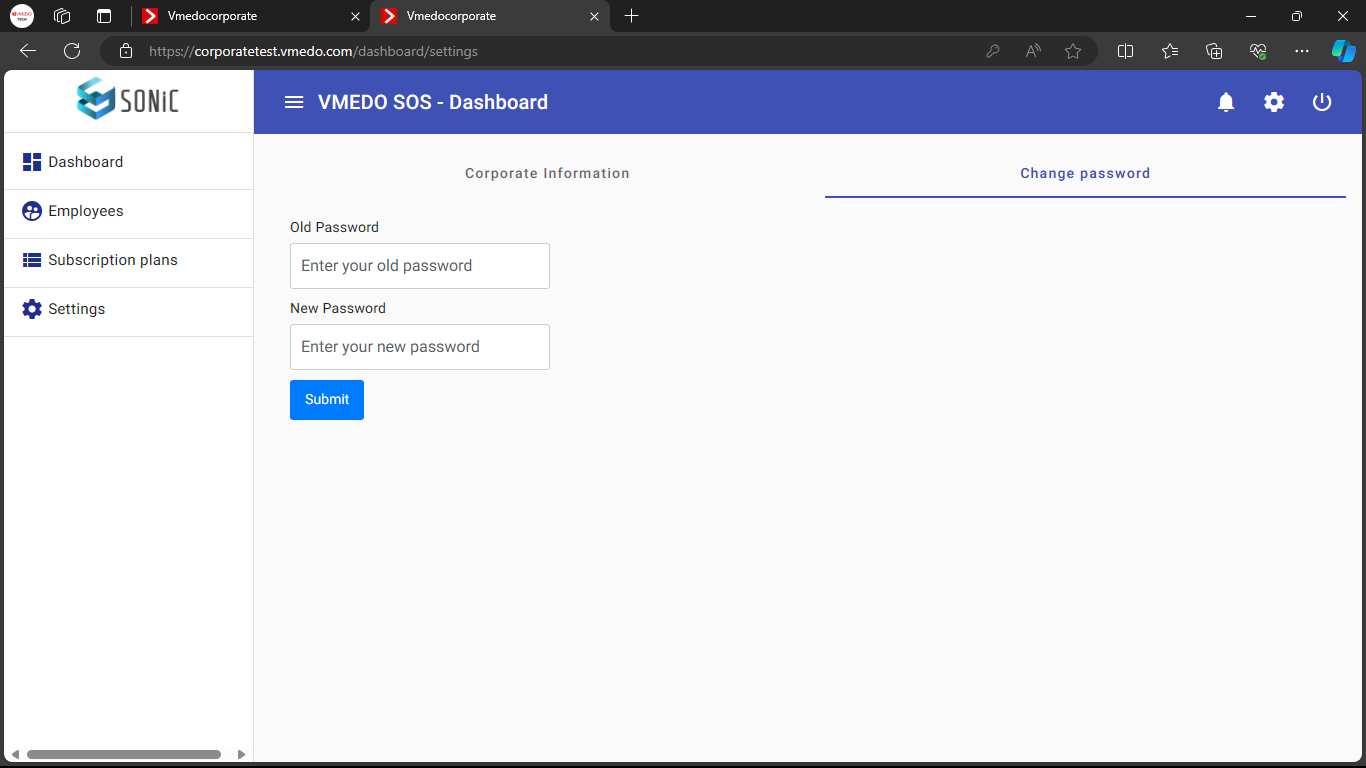 Vmedocorporate
Vmedocorporate
https://corporatetest.vmedo.com/dashboard/settings
SONiC
VMEDO SOS - Dashboard
Dashboard
Employees
Subscription plans
Settings
Corporate Information
Change password
Old Password
Enter your old password
New Password
Enter your new password
Submit